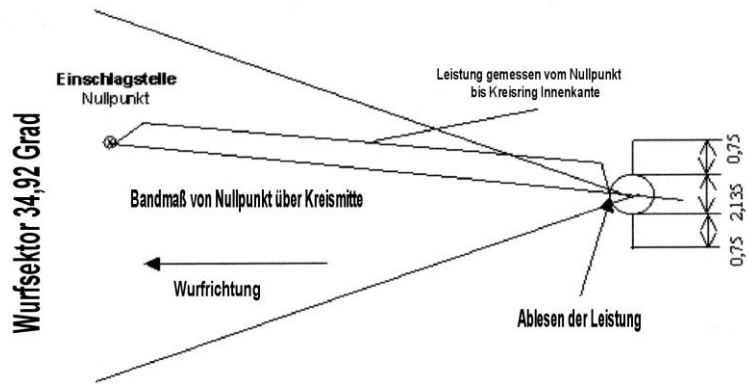 Wurfsektor 34,92 Grad
Einschlagstelle
Nullpunkt
Leistung gemessen vom Nullpunkt
bis Kreisring Innenkante
Bandmaß von Nullpunkt über Kreismitte
Wurfrichtung
Ablesen der Leistung
0,75
2,135
0,75